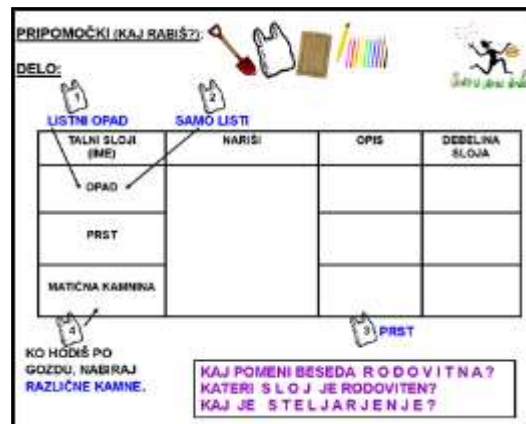 PRIPOMOČKI (KAJ RABIŠ?):
DELO:
1
2
LISTNI OPAD
SAMO LISTI
TALNI SLOJI (IME)
NARIŠI
OPIS
DEBELINA SLOJA
OPAD
PRST
MATIČNA KAMNINA
4
3
PRST
KO HODIŠ PO
GOZDU, NABIRAJ
RAZLIČNE KAMNE.
KAJ POMENI BESEDA R O D O V I T N A ?
KATERI S L O J JE RODOVITEN?
KAJ JE S T E L J A R J E N J E ?